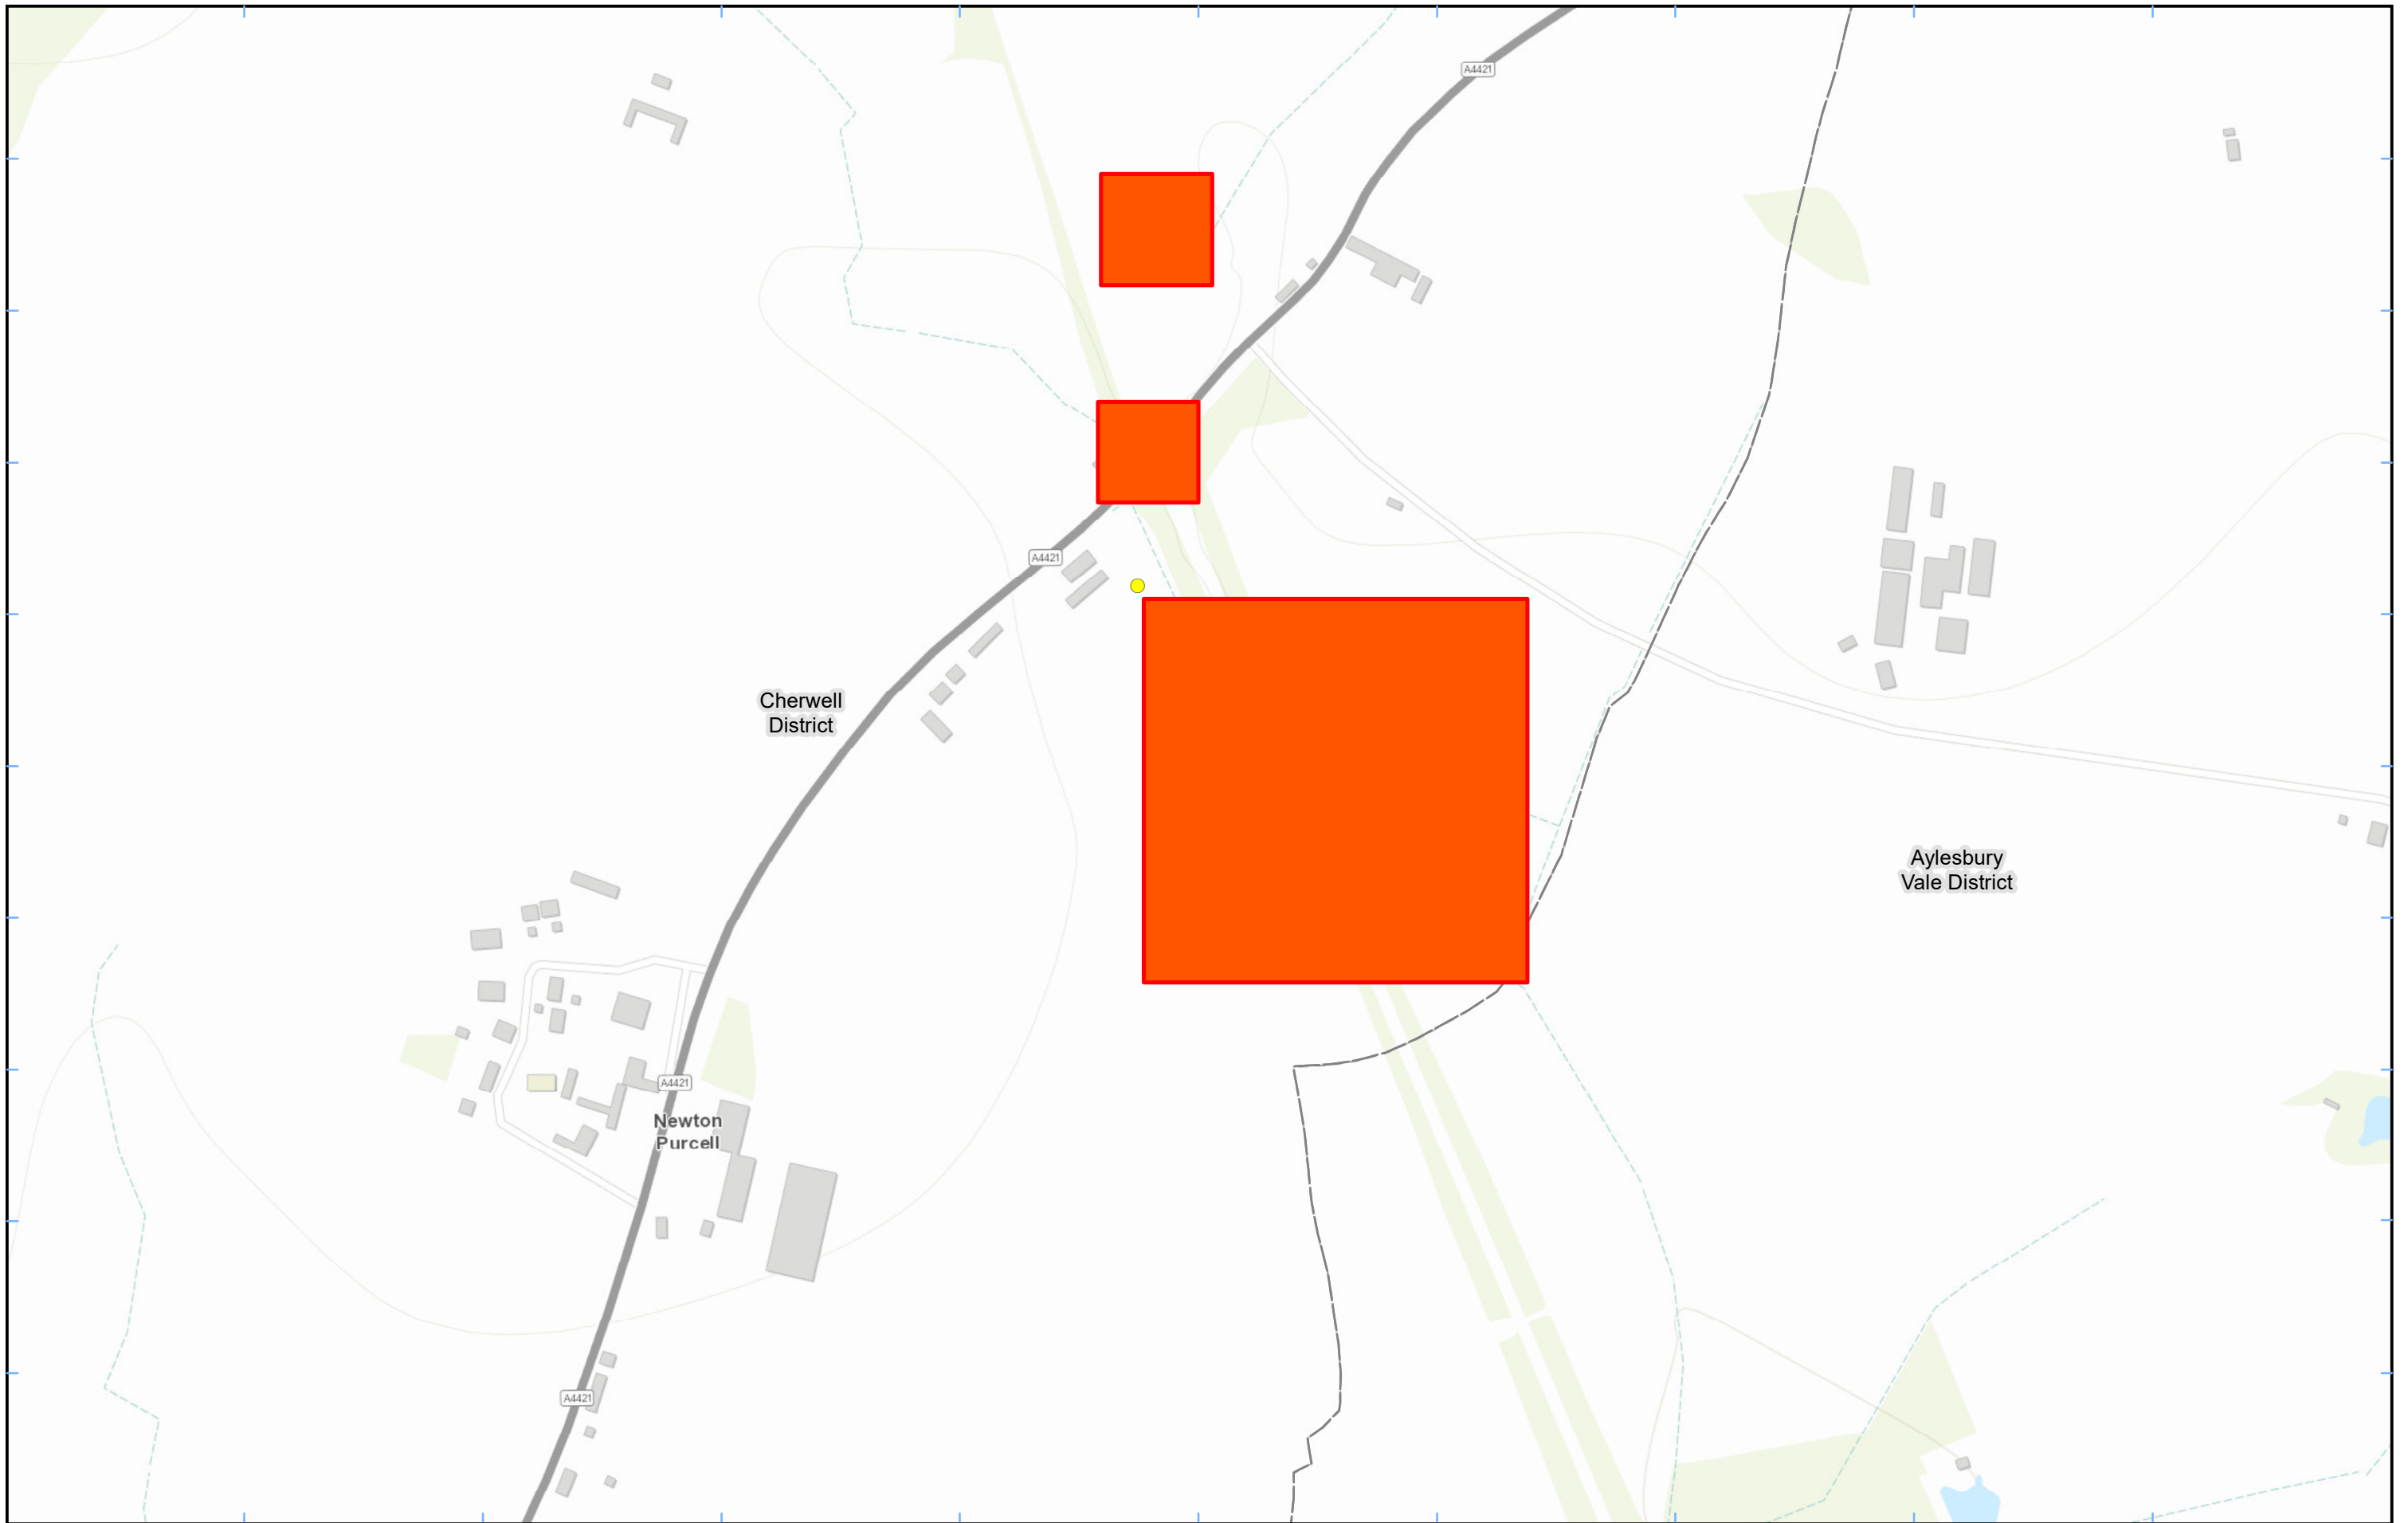 A4421
A4421
Cherwell
District
Aylesbury
Vale District
A4421
Newton
Purcell
A4421